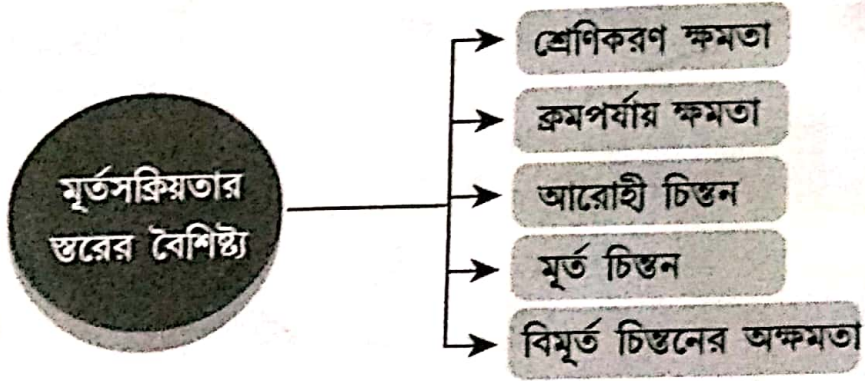 মূর্তসক্রিয়তার
স্তরের বৈশিষ্ট্য
শ্রেণিকরণ ক্ষমতা
ক্রমপর্যায় ক্ষমতা
আরোহী চিন্তন
মূর্ত চিন্তন
বিমূর্ত চিন্তনের অক্ষমতা